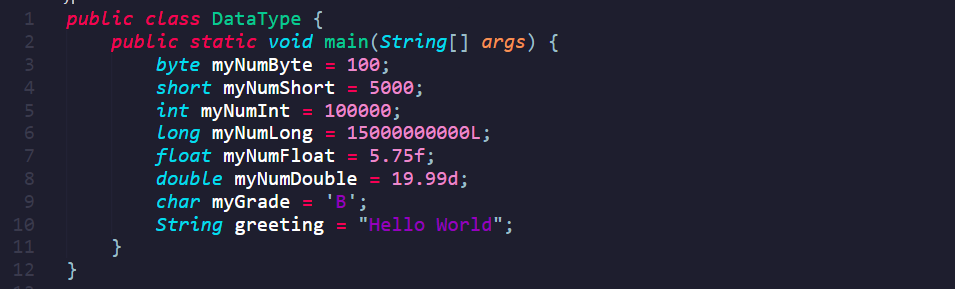 1 public class DataType {
2 public static void main(String[] args) {
3 byte myNumByte = 100;
4 short myNumShort = 5000;
5 int myNumInt = 100000;
6 long myNumLong = 15000000000L;
7 float myNumFloat = 5.75f;
8 double myNumDouble = 19.99d;
9 char myGrade = 'B';
10 String greeting = "Hello World";
11 }
12 }